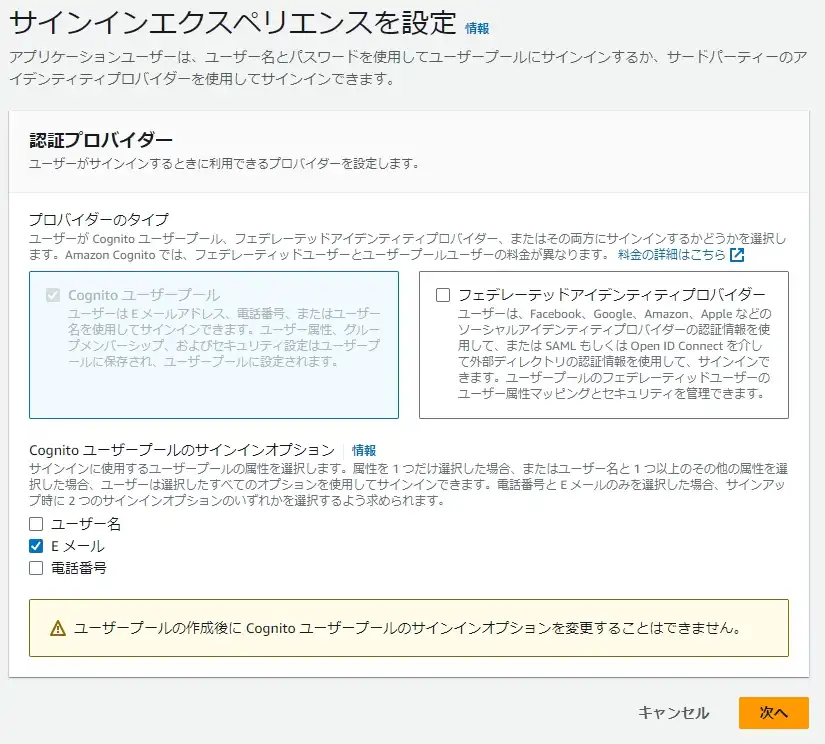 サインインエクスペリエンスを設定 情報
アプリケーションユーザーは、ユーザー名とパスワードを使用してユーザープールにサインインするか、サードパーティーのア
イデンティティプロバイダーを使用してサインインできます。
認証プロバイダー
ユーザーがサインインするときに利用できるプロバイダーを設定します。
プロバイダーのタイプ
ユーザーが Cognito ユーザープール、フェデレーテッドアイデンティティプロバイダー、またはその両方にサインインするかどうかを選択し
ます。Amazon Cognito では、フェデレーティッドユーザーとユーザープールユーザーの料金が異なります。 料金の詳細はこちら
Cognito ユーザープール
ユーザーは E メールアドレス、電話番号、またはユーザー
名を使用してサインインできます。ユーザー属性、グルー
プメンバーシップ、およびセキュリティ設定はユーザープ
ールに保存され、ユーザープールに設定されます。
フェデレーテッドアイデンティティプロバイダー
ユーザーは、Facebook、Google、Amazon、Apple などの
ソーシャルアイデンティティプロバイダーの認証情報を使
用して、または SAML もしくは Open ID Connect を介し
て外部ディレクトリの認証情報を使用して、サインインで
きます。ユーザープールのフェデレーティッドユーザーの
ユーザー属性マッピングとセキュリティを管理できます。
Cognito ユーザープールのサインインオプション 情報
サインインに使用するユーザープールの属性を選択します。属性を 1 つだけ選択した場合、またはユーザー名と 1 つ以上のその他の属性を選
択した場合、ユーザーは選択したすべてのオプションを使用してサインインできます。電話番号と E メールのみを選択した場合、サインアッ
プ時に 2 つのサインインオプションのいずれかを選択するよう求められます。
ユーザー名
E メール
電話番号
ユーザープールの作成後に Cognito ユーザープールのサインインオプションを変更することはできません。
キャンセル 次へ